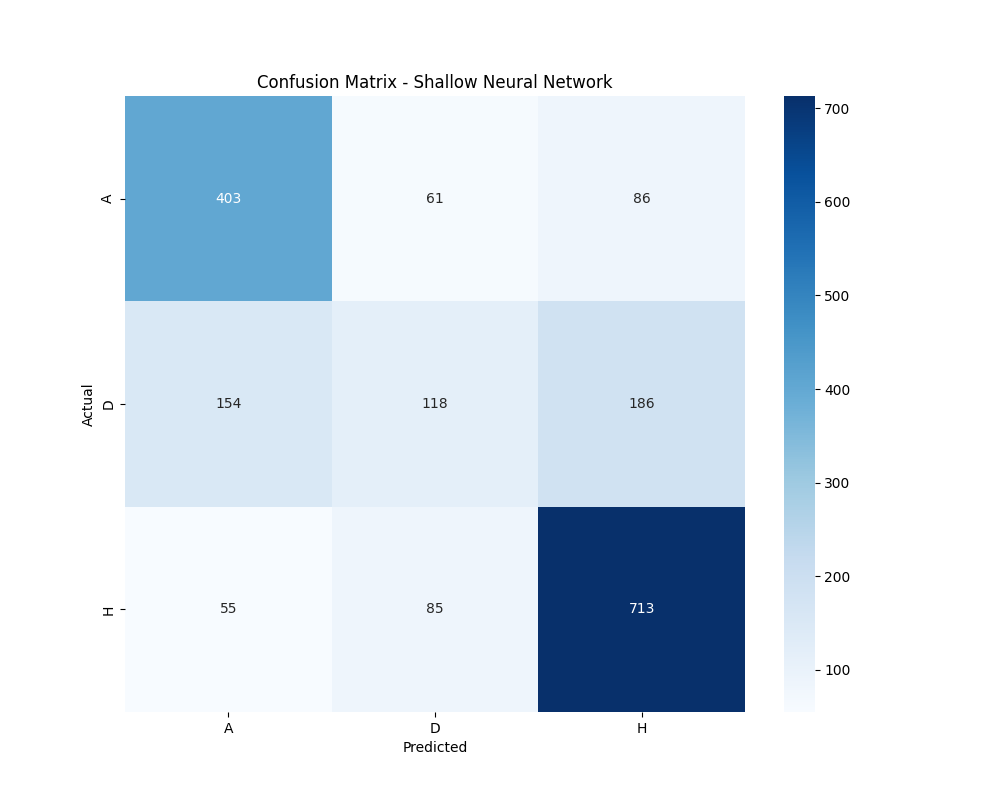 Confusion Matrix - Shallow Neural Network
A 403 61 86
D 154 118 186
H 55 85 713
A D H
Predicted
Actual
700
600
500
400
300
200
100